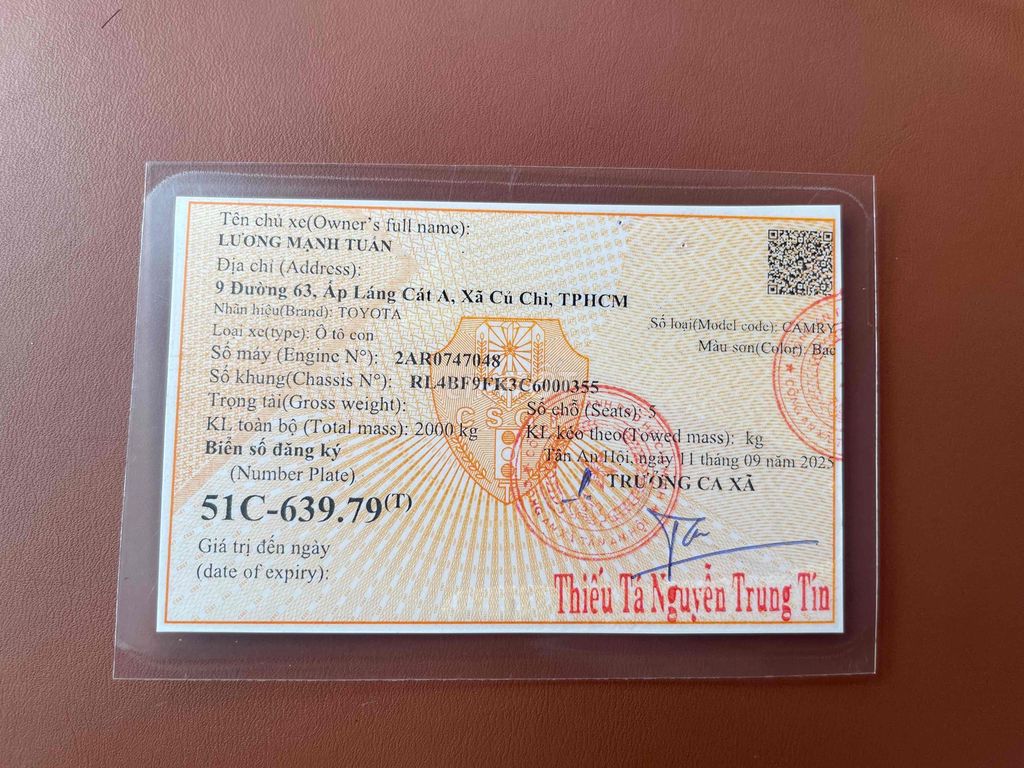 Tên chủ xe(Owner's full name):
LƯƠNG MẠNH TUẤN
Địa chỉ (Address):
9 Đường 63, Ấp Láng Cát A, Xã Củ Chi, TPHCM
Nhãn hiệu(Brand): TOYOTA
Số loại(Model code): CAMRY
Loại xe(type): Ô tô con
Màu sơn(Color): Bạc
Số máy (Engine N°): 2AR0747048
Số khung(Chassis N°): RL4BF9FK3C6000355
Trọng tải(Gross weight):
Số chỗ (Seats): 5
KL toàn bộ (Total mass): 2000 kg
KL kéo theo(Towed mass): kg
Biển số đăng ký
Tân An Hội, ngày 11 tháng 09 năm 2025
(Number Plate)
TRƯỞNG CA XÃ
51C-639.79(T)
Giá trị đến ngày
(date of expiry):
Thiếu Tá Nguyễn Trung Tín